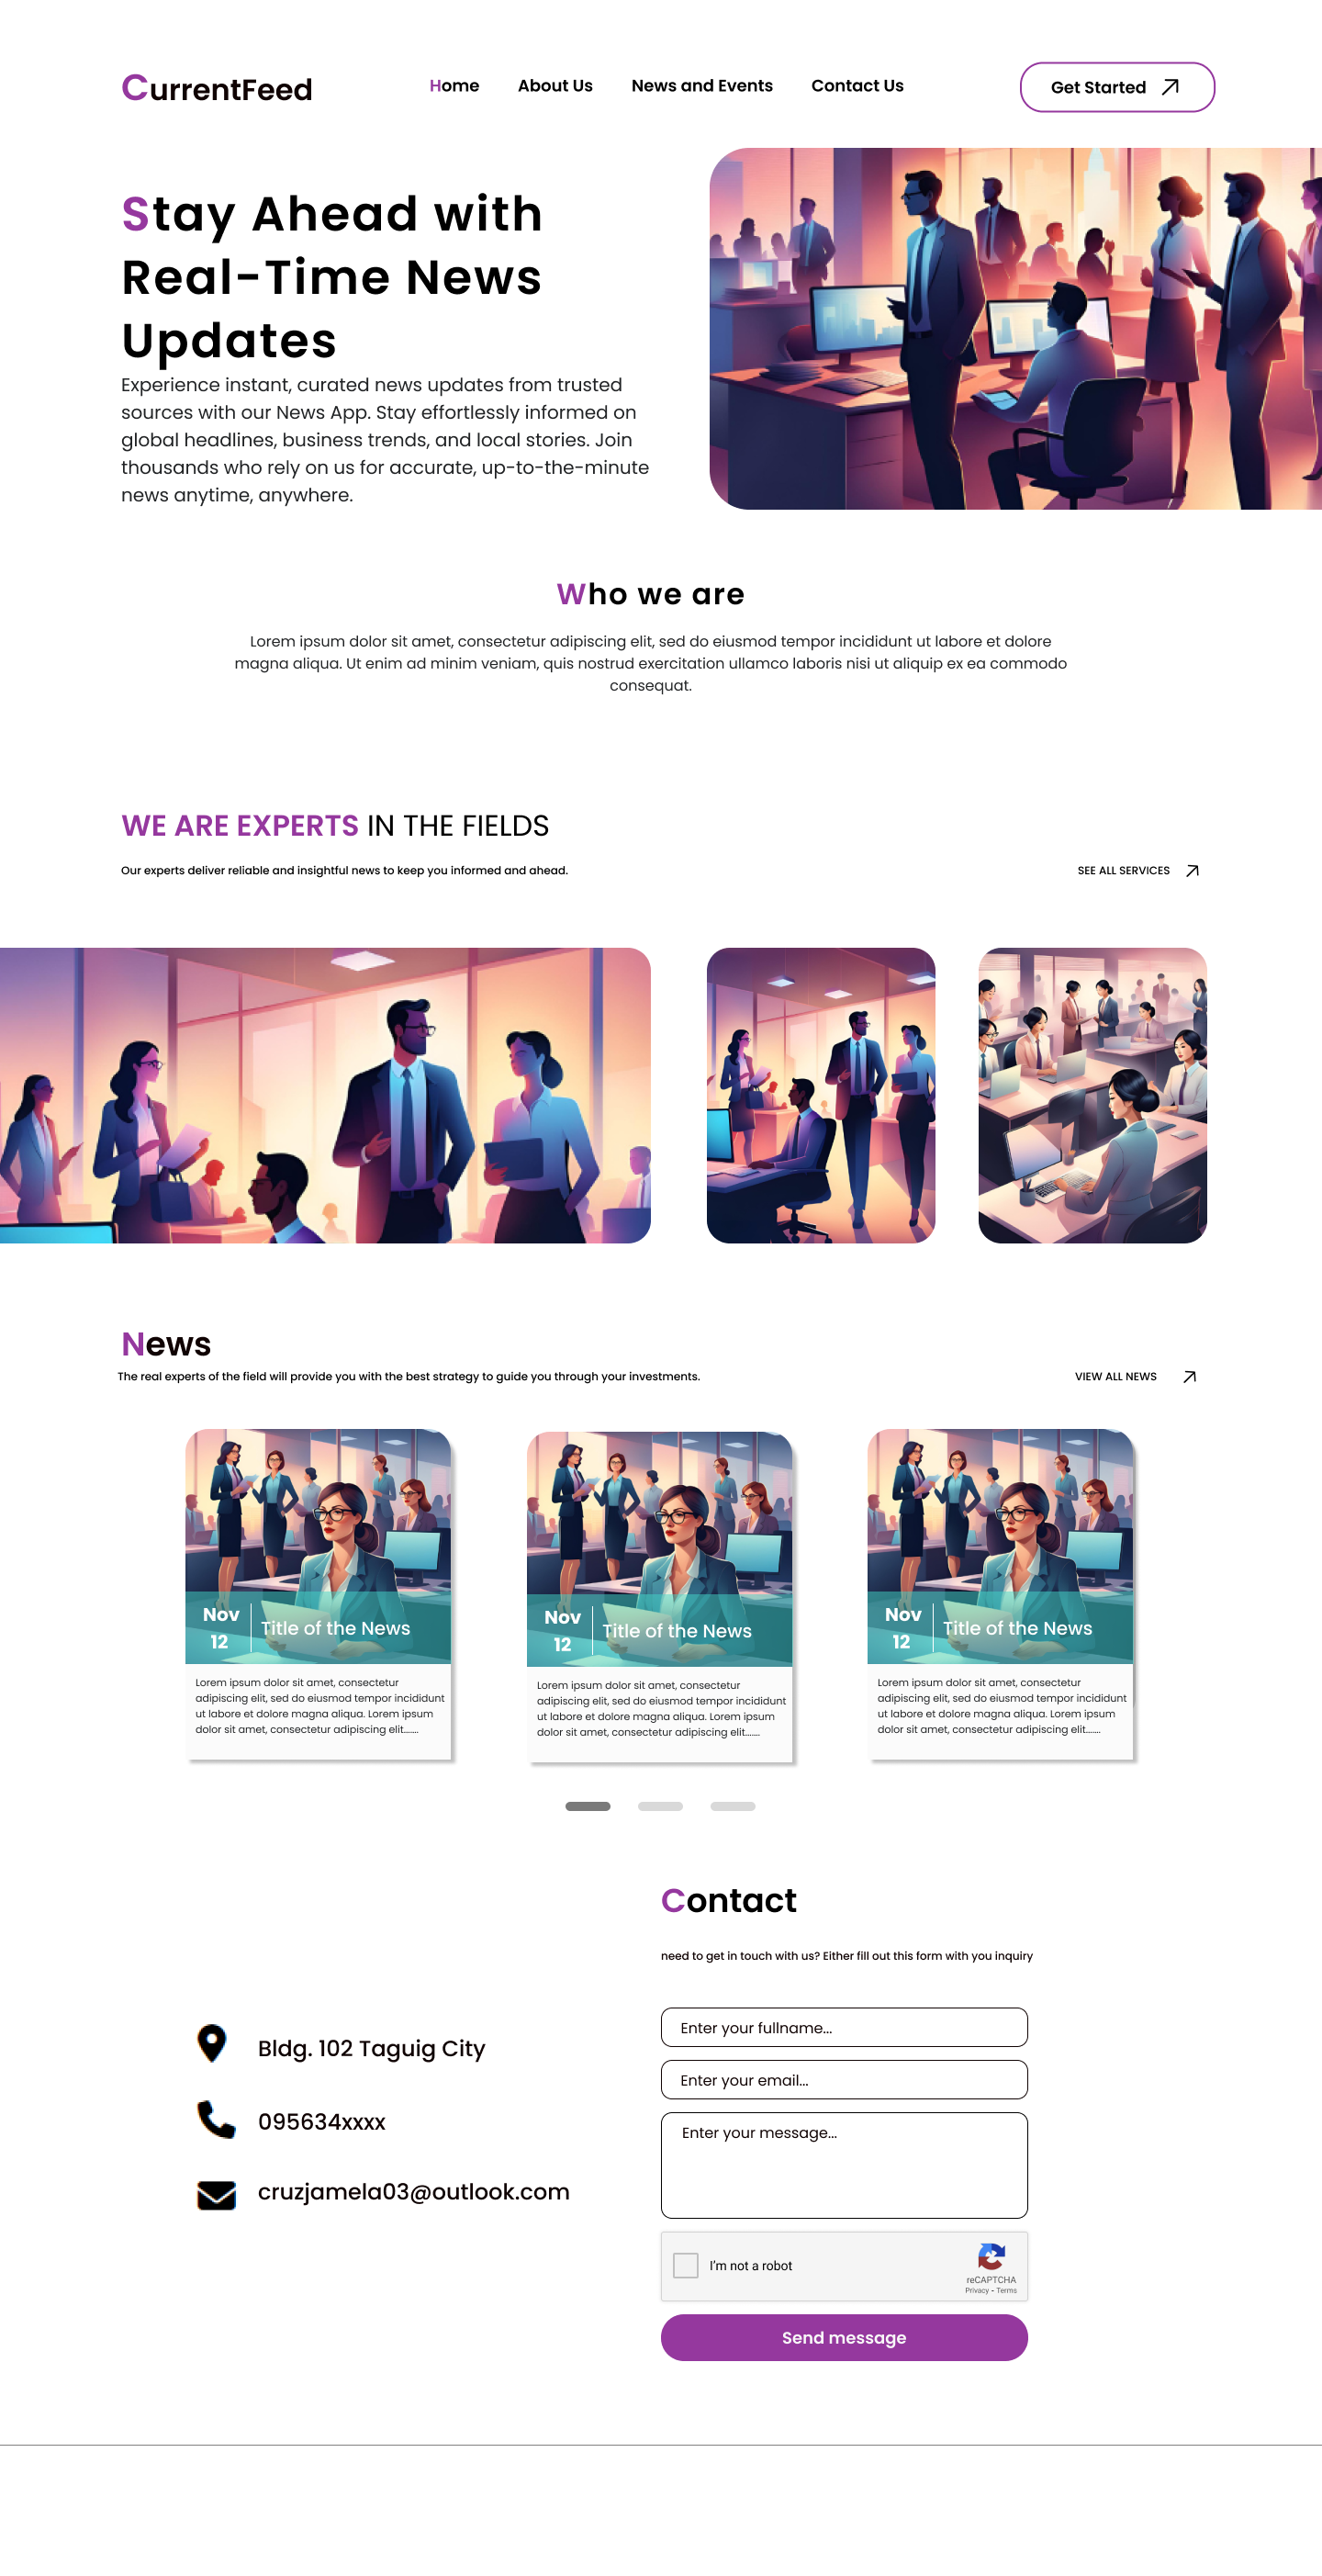 CurrentFeed
Home
About Us
News and Events
Contact Us
Get Started
Stay Ahead with
Real-Time News
Updates
Experience instant, curated news updates from trusted
sources with our News App. Stay effortlessly informed on
global headlines, business trends, and local stories. Join
thousands who rely on us for accurate, up-to-the-minute
news anytime, anywhere.
Who we are
Lorem ipsum dolor sit amet, consectetur adipiscing elit, sed do eiusmod tempor incididunt ut labore et dolore
magna aliqua. Ut enim ad minim veniam, quis nostrud exercitation ullamco laboris nisi ut aliquip ex ea commodo
consequat.
WE ARE EXPERTS IN THE FIELDS
Our experts deliver reliable and insightful news to keep you informed and ahead.
SEE ALL SERVICES
News
The real experts of the field will provide you with the best strategy to guide you through your investments.
VIEW ALL NEWS
Nov
12
Title of the News
Lorem ipsum dolor sit amet, consectetur
adipiscing elit, sed do eiusmod tempor incididunt
ut labore et dolore magna aliqua. Lorem ipsum
dolor sit amet, consectetur adipiscing elit.......
Nov
12
Title of the News
Lorem ipsum dolor sit amet, consectetur
adipiscing elit, sed do eiusmod tempor incididunt
ut labore et dolore magna aliqua. Lorem ipsum
dolor sit amet, consectetur adipiscing elit.......
Nov
12
Title of the News
Lorem ipsum dolor sit amet, consectetur
adipiscing elit, sed do eiusmod tempor incididunt
ut labore et dolore magna aliqua. Lorem ipsum
dolor sit amet, consectetur adipiscing elit.......
Contact
need to get in touch with us? Either fill out this form with you inquiry
Bldg. 102 Taguig City
095634xxxx
cruzjamela03@outlook.com
Enter your fullname...
Enter your email...
Enter your message...
I'm not a robot
reCAPTCHA
Privacy - Terms
Send message